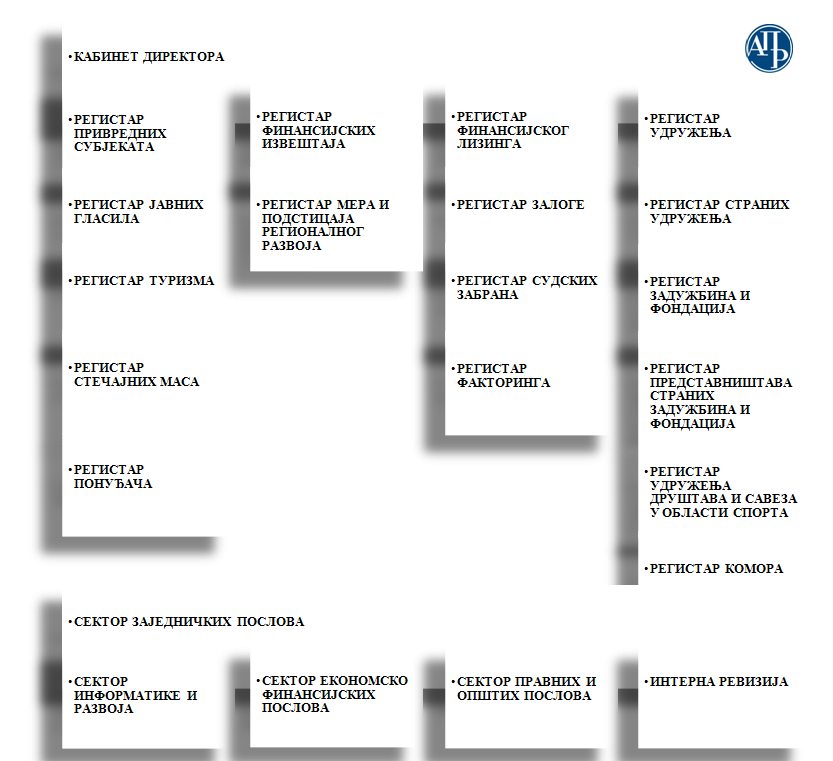 АПР
•КАБИНЕТ ДИРЕКТОРА
•РЕГИСТАР
ПРИВРЕДНИХ
СУБЈЕКАТА
•РЕГИСТАР ЈАВНИХ
ГЛАСИЛА
•РЕГИСТАР ТУРИЗМА
•РЕГИСТАР
СТЕЧАЈНИХ МАСА
•РЕГИСТАР
ПОНУЂАЧА
•РЕГИСТАР
ФИНАНСИЈСКИХ
ИЗВЕШТАЈА
•РЕГИСТАР МЕРА И
ПОДСТИЦАЈА
РЕГИОНАЛНОГ
РАЗВОЈА
•РЕГИСТАР
ФИНАНСИЈСКОГ
ЛИЗИНГА
•РЕГИСТАР ЗАЛОГЕ
•РЕГИСТАР СУДСКИХ
ЗАБРАНА
•РЕГИСТАР
ФАКТОРИНГА
•РЕГИСТАР
УДРУЖЕЊА
•РЕГИСТАР СТРАНИХ
УДРУЖЕЊА
•РЕГИСТАР
ЗАДУЖБИНА И
ФОНДАЦИЈА
•РЕГИСТАР
ПРЕДСТАВНИШТАВА
СТРАНИХ
ЗАДУЖБИНА И
ФОНДАЦИЈА
•РЕГИСТАР
УДРУЖЕЊА
ДРУШТАВА И САВЕЗА
У ОБЛАСТИ СПОРТА
•РЕГИСТАР КОМОРА
•СЕКТОР ЗАЈЕДНИЧКИХ ПОСЛОВА
•СЕКТОР
ИНФОРМАТИКЕ И
РАЗВОЈА
•СЕКТОР ЕКОНОМСКО
ФИНАНСИЈСКИХ
ПОСЛОВА
•СЕКТОР ПРАВНИХ И
ОПШТИХ ПОСЛОВА
•ИНТЕРНА РЕВИЗИЈА